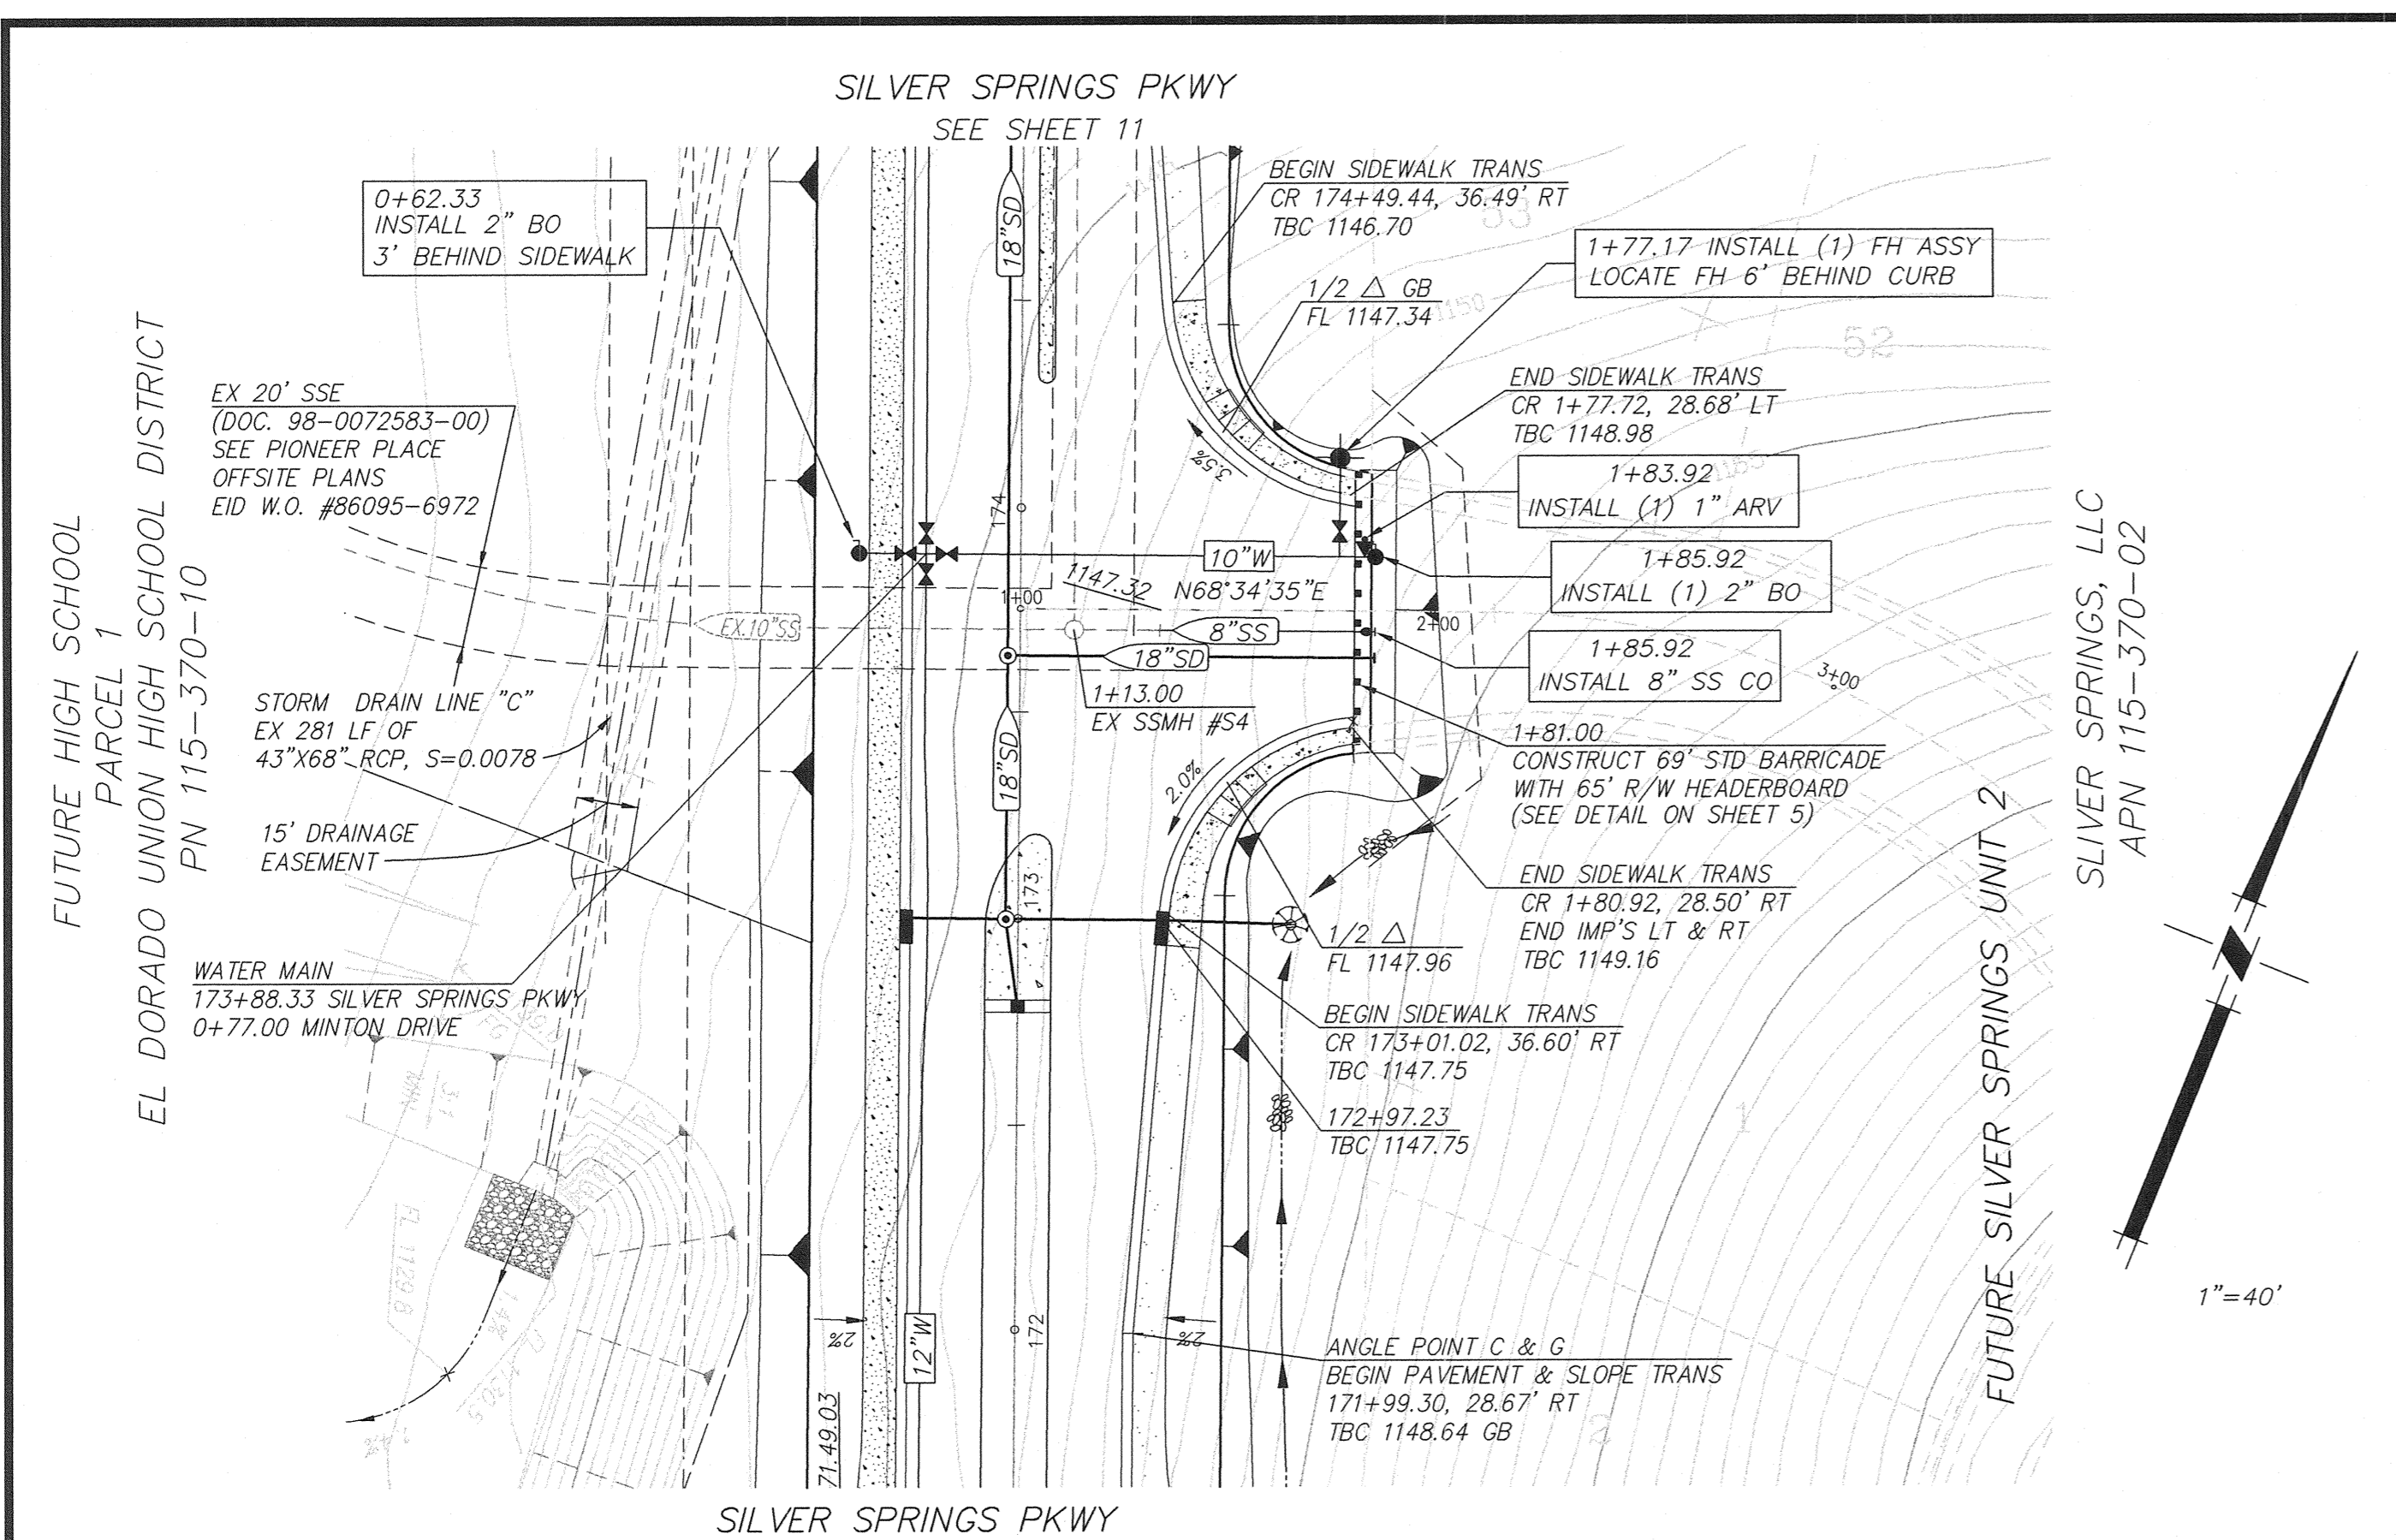 SILVER SPRINGS PKWY
SEE SHEET 11
0+62.33
INSTALL 2" BO
3' BEHIND SIDEWALK
BEGIN SIDEWALK TRANS
CR 174+49.44, 36.49' RT
TBC 1146.70
53
1+77.17 INSTALL (1) FH ASSY
LOCATE FH 6' BEHIND CURB
1/2 △ GB
FL 1147.34
1150
52
18"SD
FUTURE HIGH SCHOOL
PARCEL 1
EL DORADO UNION HIGH SCHOOL DISTRICT
PN 115-370-10
EX 20' SSE
(DOC. 98-0072583-00)
SEE PIONEER PLACE
OFFSITE PLANS
EID W.O. #86095-6972
END SIDEWALK TRANS
CR 1+77.72, 28.68' LT
TBC 1148.98
3.5%
1+83.92
INSTALL (1) 1" ARV
174
10"W
1+85.92
INSTALL (1) 2" BO
1147.32
N68°34'35"E
1+00
2+00
EX.10"SS
8"SS
18"SD
1+85.92
INSTALL 8" SS CO
3+00
1+13.00
EX SSMH #S4
STORM DRAIN LINE "C"
EX 281 LF OF
43"X68" RCP, S=0.0078
18"SD
1+81.00
CONSTRUCT 69' STD BARRICADE
WITH 65' R/W HEADERBOARD
(SEE DETAIL ON SHEET 5)
2.0%
15' DRAINAGE
EASEMENT
173
END SIDEWALK TRANS
CR 1+80.92, 28.50' RT
END IMP'S LT & RT
TBC 1149.16
1/2 △
FL 1147.96
WATER MAIN
173+88.33 SILVER SPRINGS PKWY
0+77.00 MINTON DRIVE
BEGIN SIDEWALK TRANS
CR 173+01.02, 36.60' RT
TBC 1147.75
172+97.23
TBC 1147.75
SLIVER SPRINGS, LLC
APN 115-370-02
FUTURE SILVER SPRINGS UNIT 2
1"=40'
3:1
FL 1129.8
1.4%
2%
12"W
172
2%
71.49.03
ANGLE POINT C & G
BEGIN PAVEMENT & SLOPE TRANS
171+99.30, 28.67' RT
TBC 1148.64 GB
1
2
SILVER SPRINGS PKWY